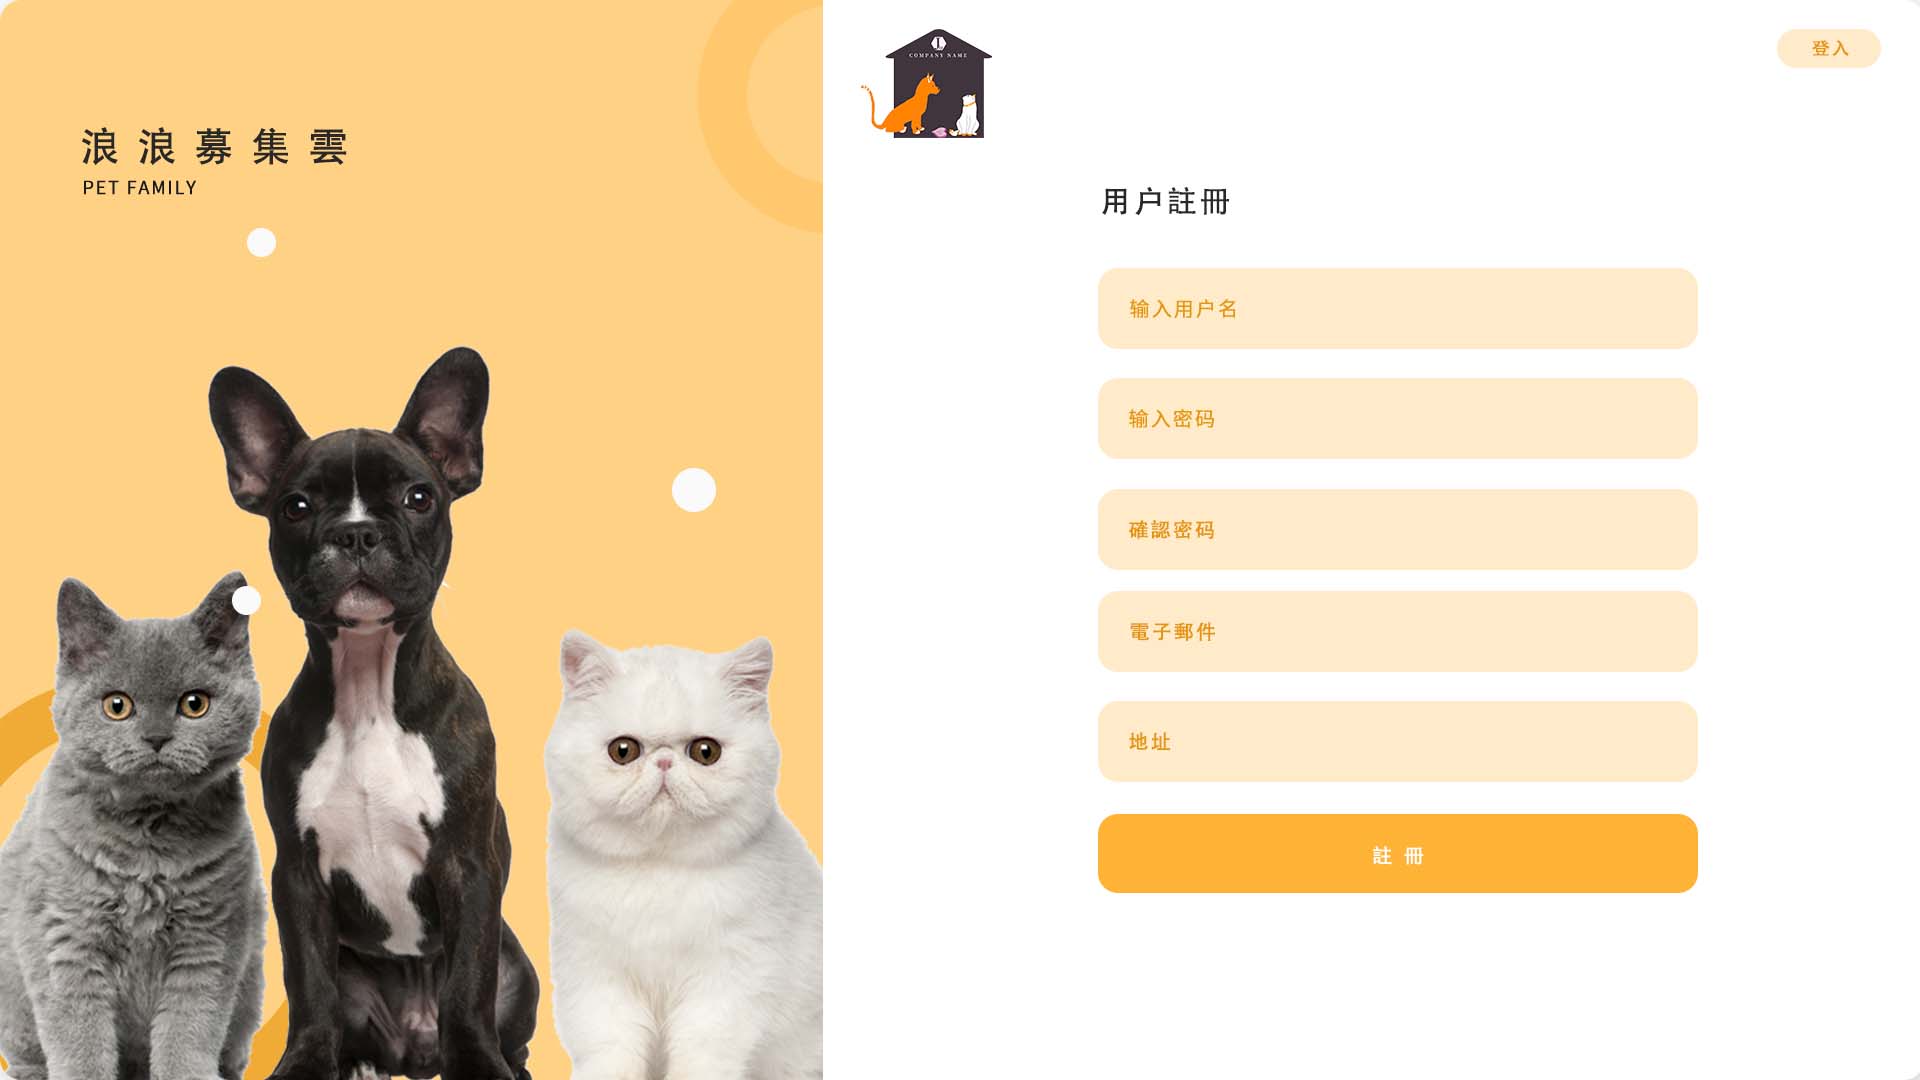 浪浪募集雲
PET FAMILY
COMPANY NAME
登入
用户註冊
输入用户名
输入密码
確認密码
電子郵件
地址
註 冊